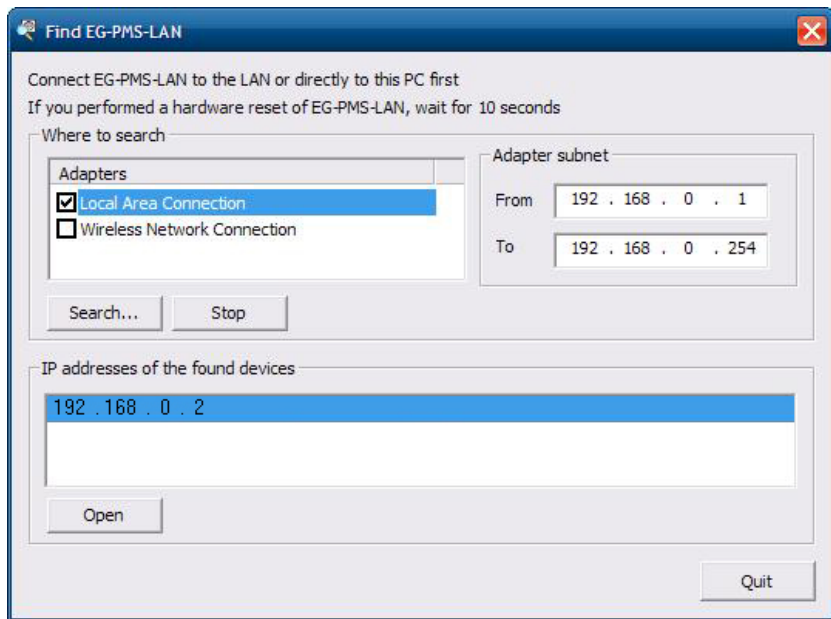 Find EG-PMS-LAN
Connect EG-PMS-LAN to the LAN or directly to this PC first
If you performed a hardware reset of EG-PMS-LAN, wait for 10 seconds
Where to search
Adapters
Local Area Connection
Wireless Network Connection
Adapter subnet
From 192 . 168 . 0 . 1
To 192 . 168 . 0 . 254
Search... Stop
IP addresses of the found devices
192 .168 . 0 . 2
Open
Quit